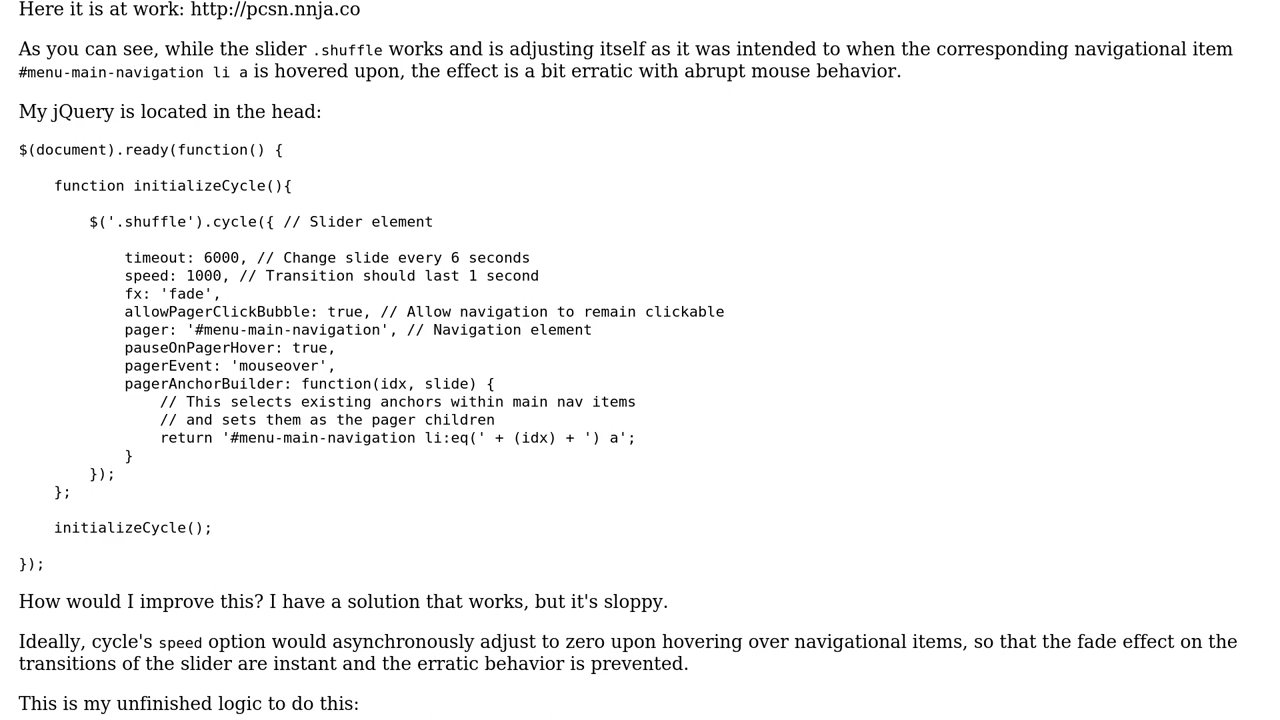 Here it is at work: http://pcsn.nnja.co
As you can see, while the slider .shuffle works and is adjusting itself as it was intended to when the corresponding navigational item
#menu-main-navigation li a is hovered upon, the effect is a bit erratic with abrupt mouse behavior.
My jQuery is located in the head:
$(document).ready(function() {
    function initializeCycle(){
        $('.shuffle').cycle({ // Slider element
            timeout: 6000, // Change slide every 6 seconds
            speed: 1000, // Transition should last 1 second
            fx: 'fade',
            allowPagerClickBubble: true, // Allow navigation to remain clickable
            pager: '#menu-main-navigation', // Navigation element
            pauseOnPagerHover: true,
            pagerEvent: 'mouseover',
            pagerAnchorBuilder: function(idx, slide) {
                // This selects existing anchors within main nav items
                // and sets them as the pager children
                return '#menu-main-navigation li:eq(' + (idx) + ') a';
            }
        });
    };
    initializeCycle();
});
How would I improve this? I have a solution that works, but it's sloppy.
Ideally, cycle's speed option would asynchronously adjust to zero upon hovering over navigational items, so that the fade effect on the
transitions of the slider are instant and the erratic behavior is prevented.
This is my unfinished logic to do this: